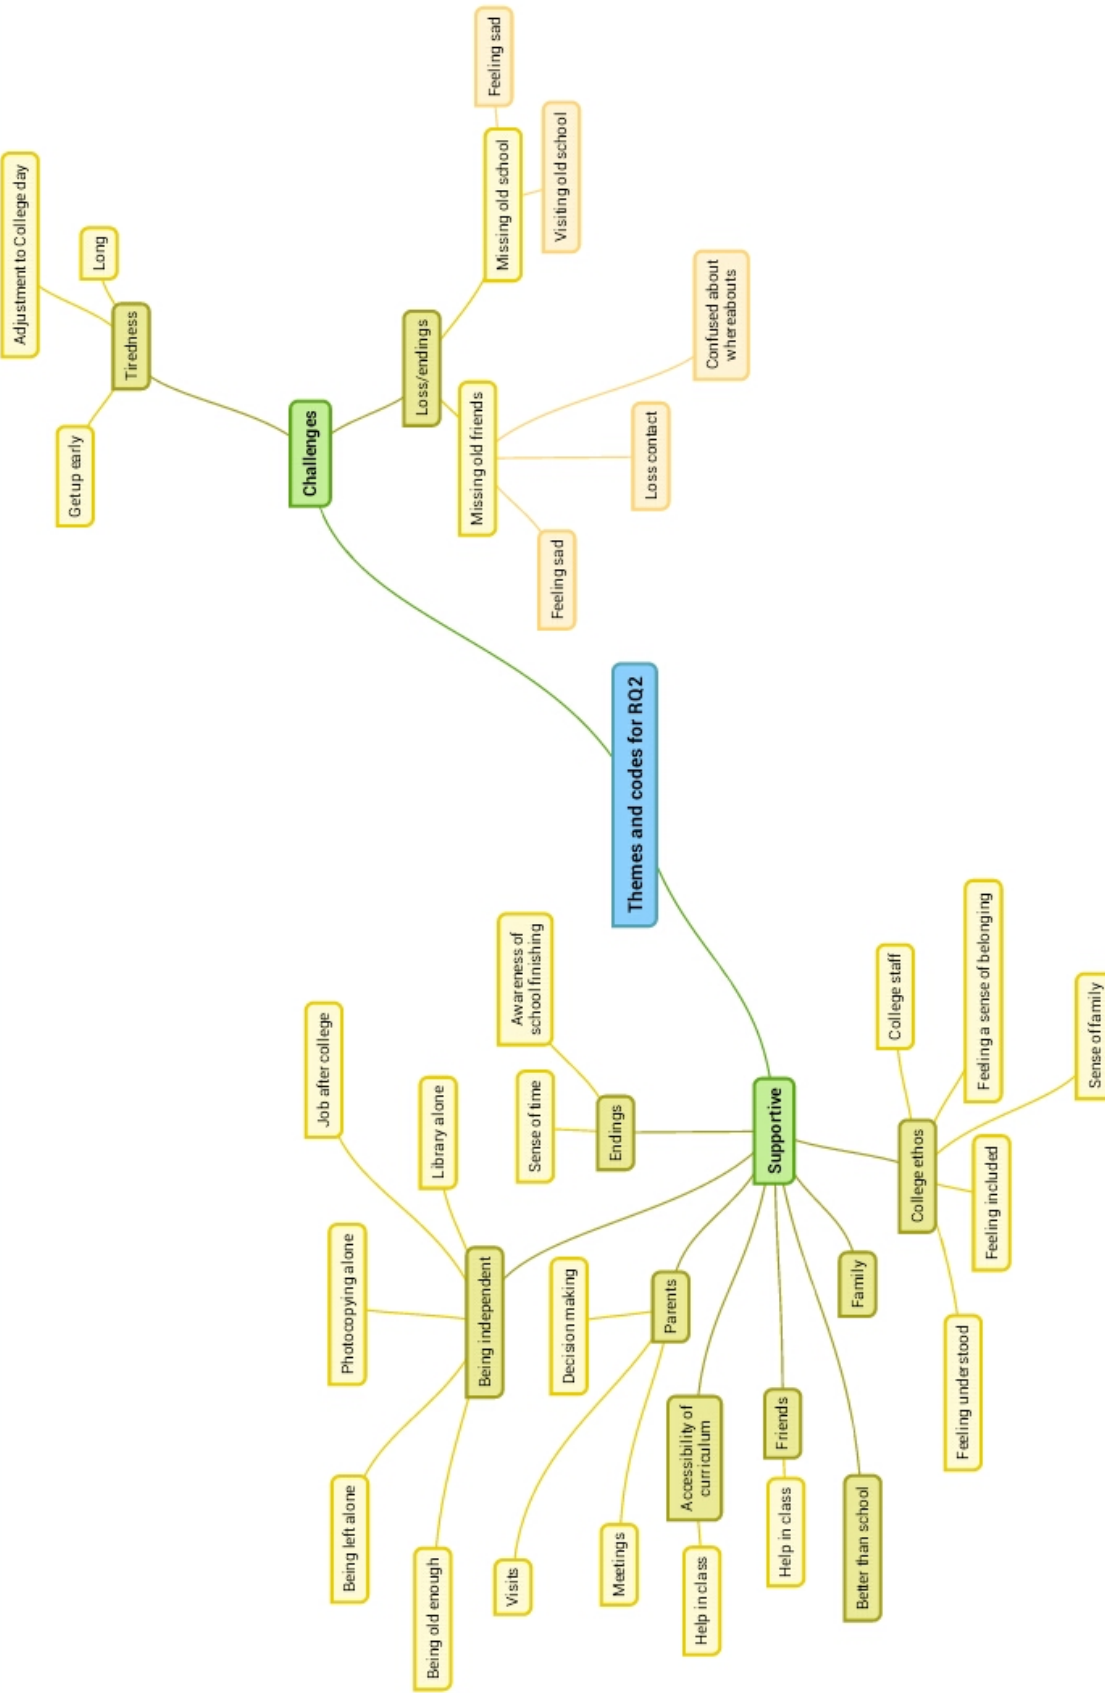 Adjustment to College day
Long
Tiredness
Get up early
Challenges
Loss/endings
Missing old school
Feeling sad
Visiting old school
Missing old friends
Confused about
whereabouts
Loss contact
Feeling sad
Themes and codes for RQ2
Supportive
Endings
Awareness of
school finishing
Sense of time
Being independent
Job after college
Library alone
Photocopying alone
Being left alone
Being old enough
Parents
Decision making
Visits
Meetings
Accessibility of
curriculum
Help in class
Friends
Help in class
Better than school
Family
College ethos
College staff
Feeling a sense of belonging
Sense of family
Feeling included
Feeling understood